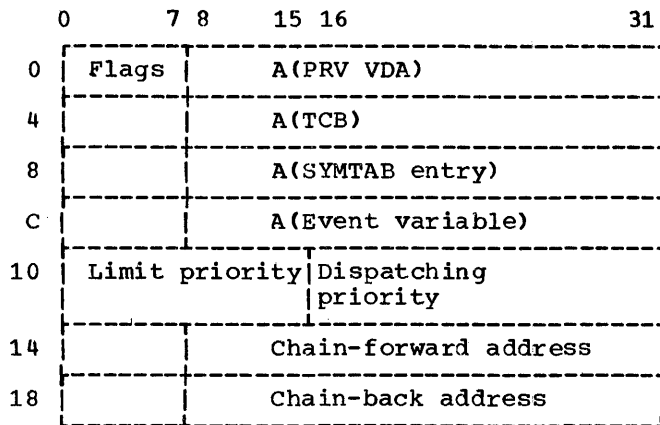 0 7 8 15 16 31
0 Flags A(PRV VDA)
4 A(TCB)
8 A(SYMTAB entry)
C A(Event variable)
10 Limit priority Dispatching
priority
14 Chain-forward address
18 Chain-back address